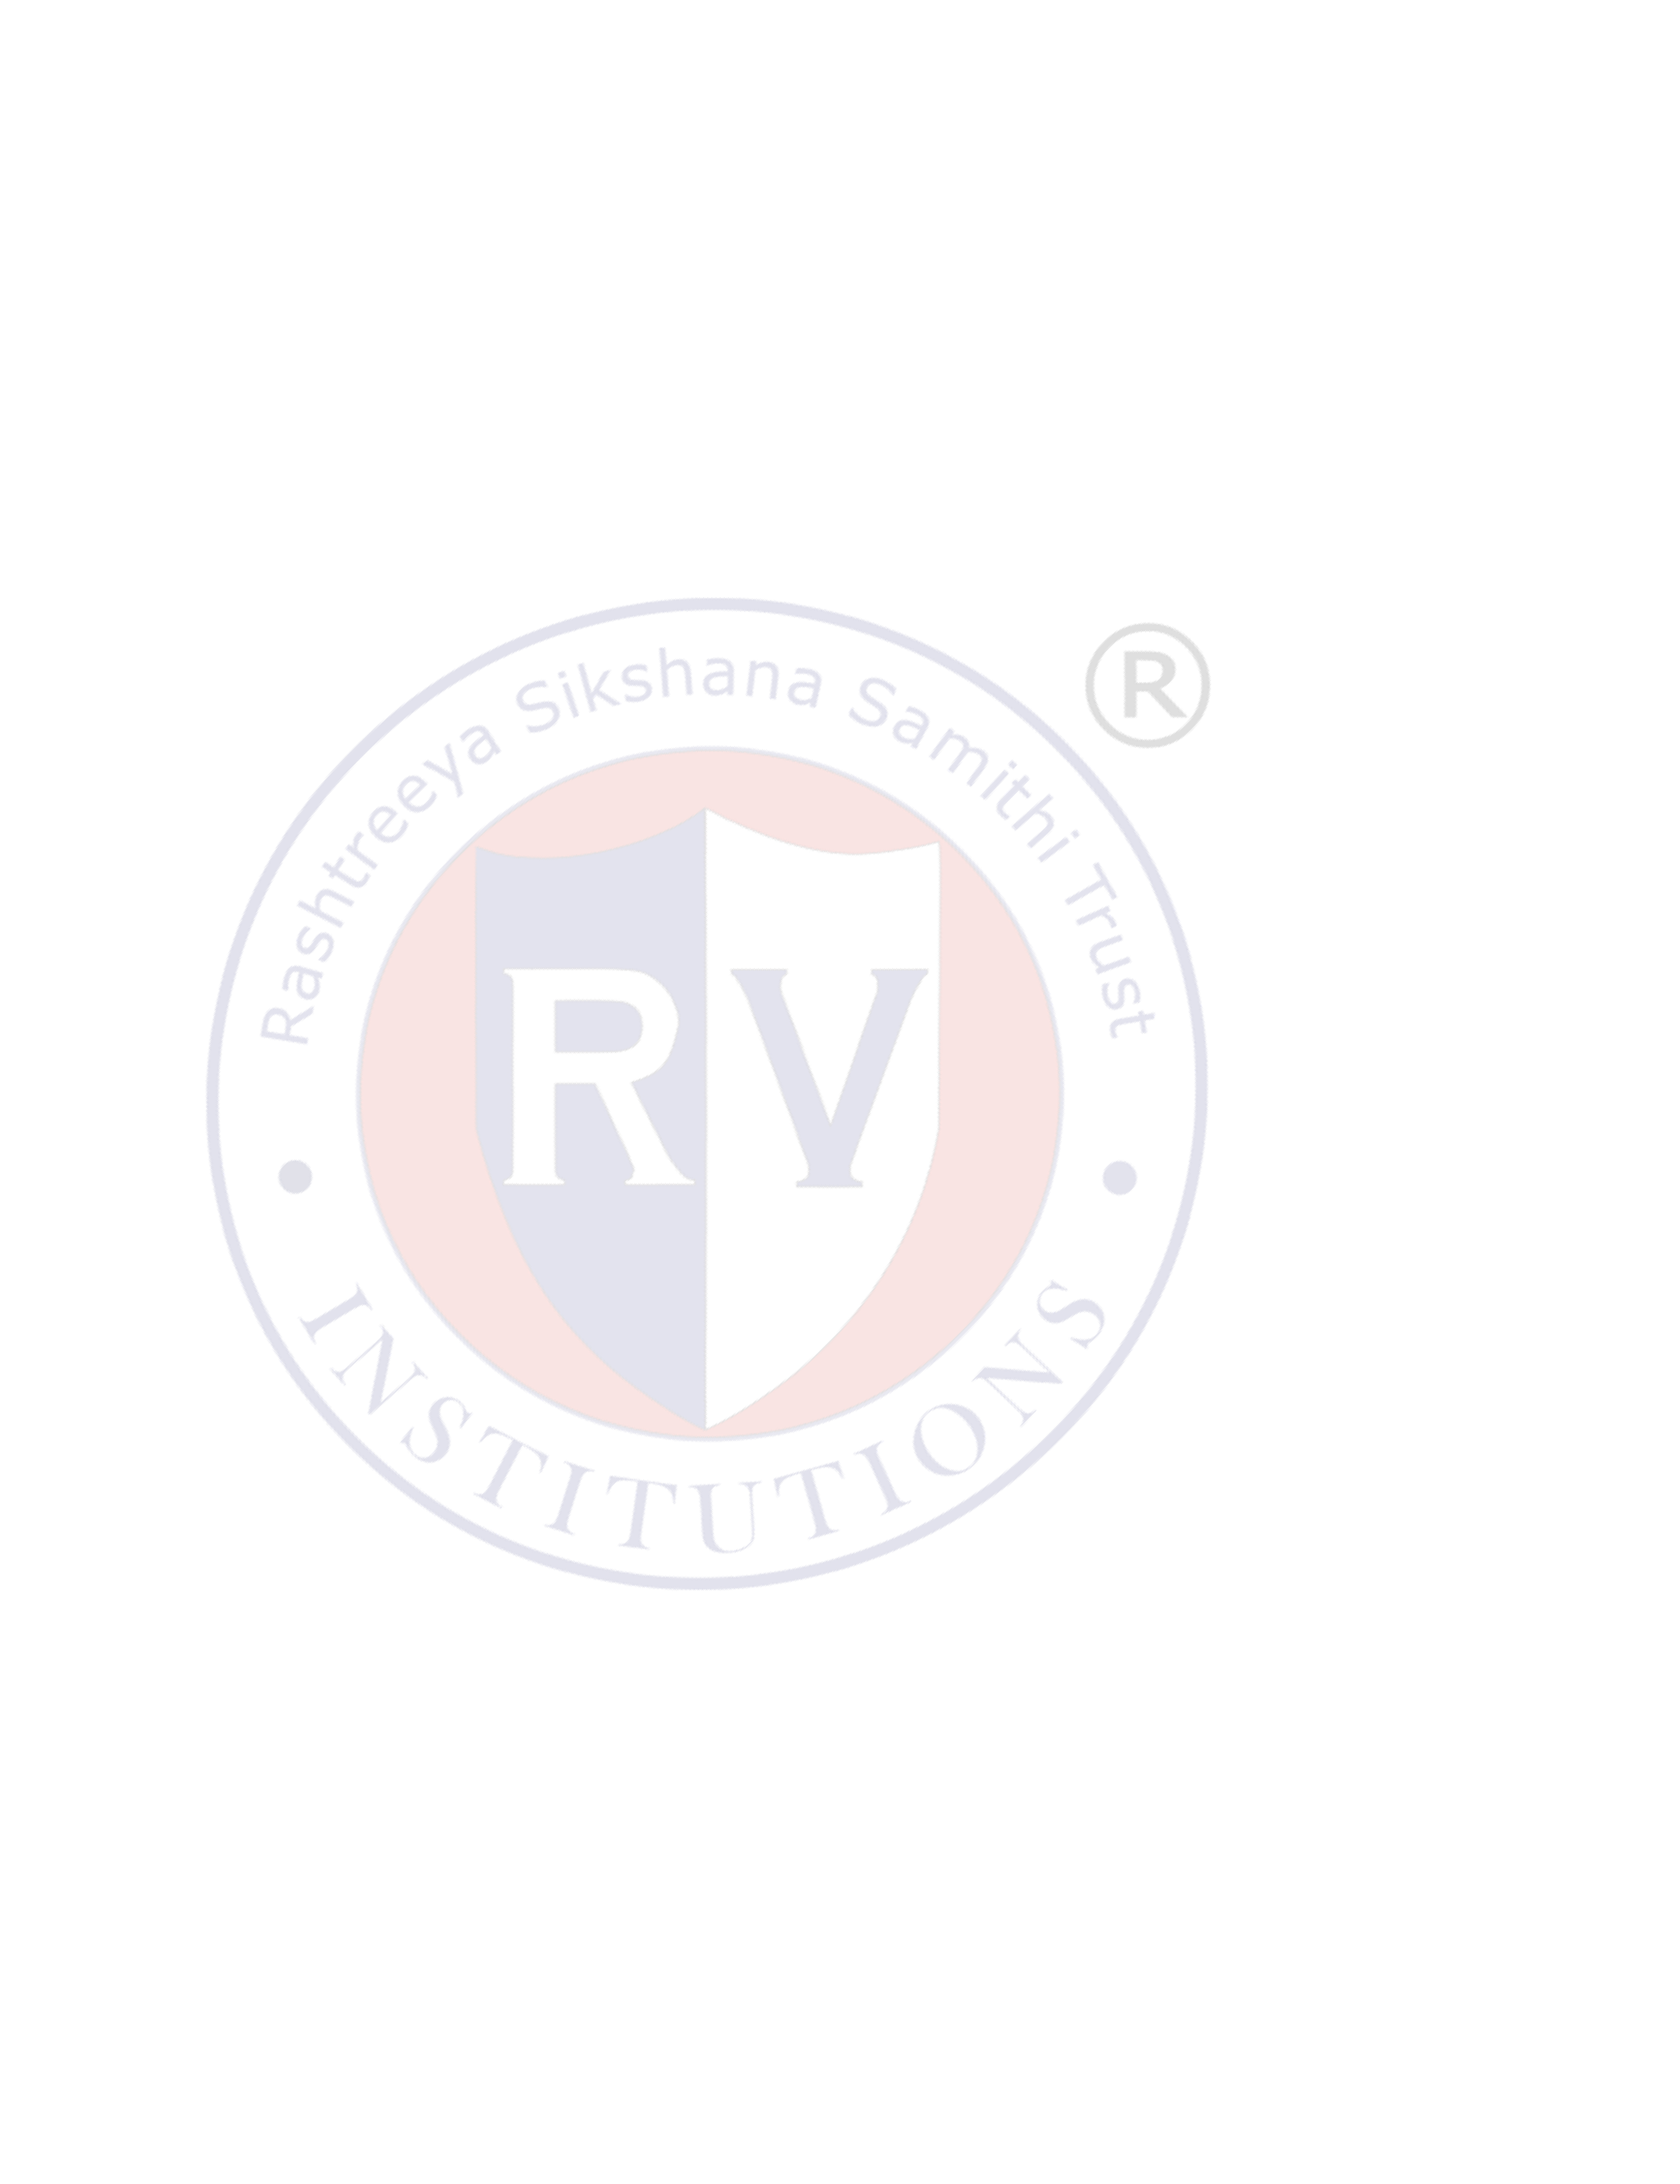 Rashtreeya Sikshana Samithi Trust
®
RV
INSTITUTIONS